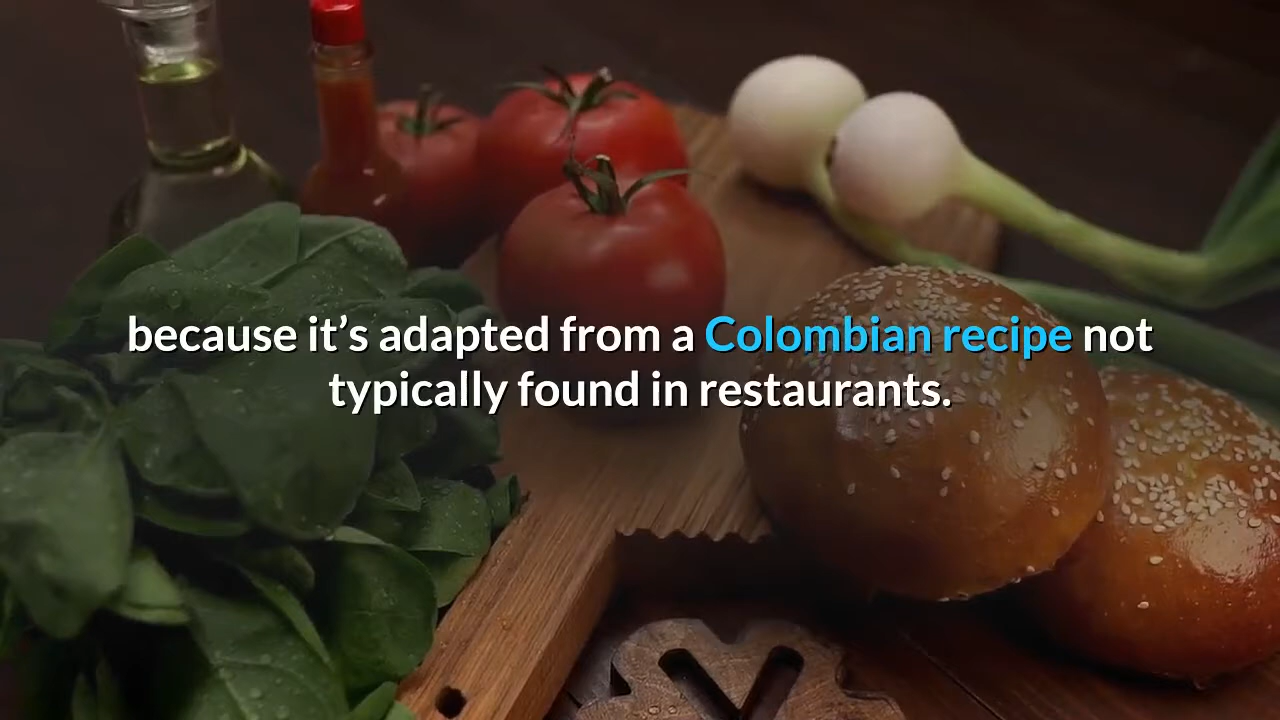 because it’s adapted from a Colombian recipe not
typically found in restaurants.